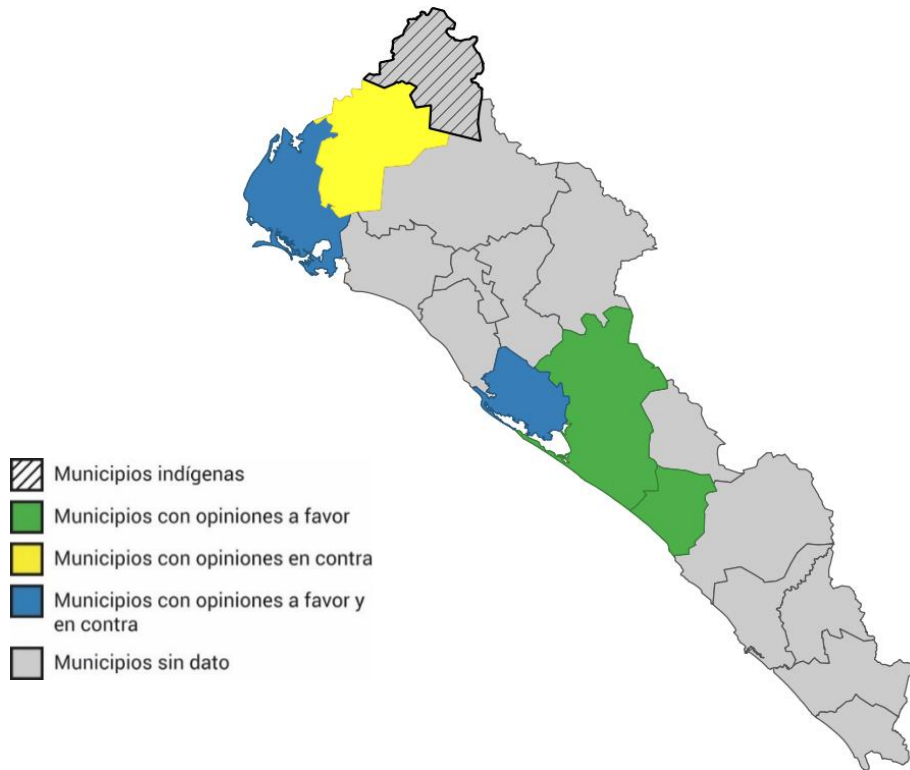 Municipios indígenas
Municipios con opiniones a favor
Municipios con opiniones en contra
Municipios con opiniones a favor y
en contra
Municipios sin dato